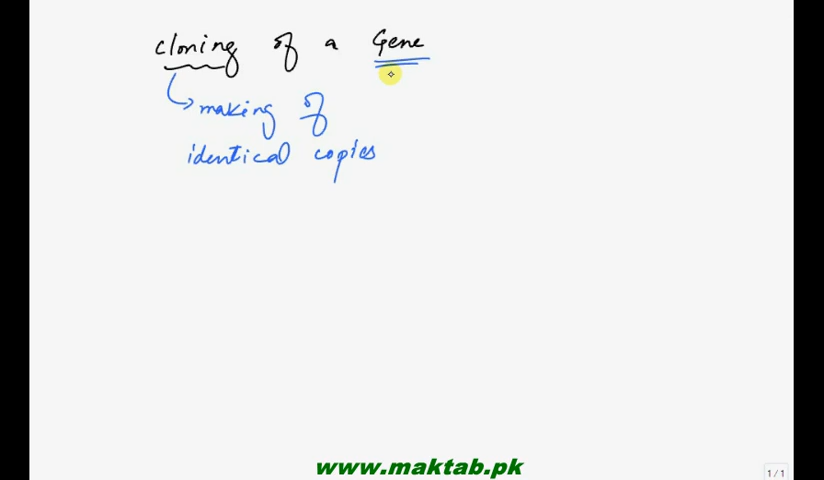 cloning of a Gene
making of
identical copies
www.maktab.pk
1/1